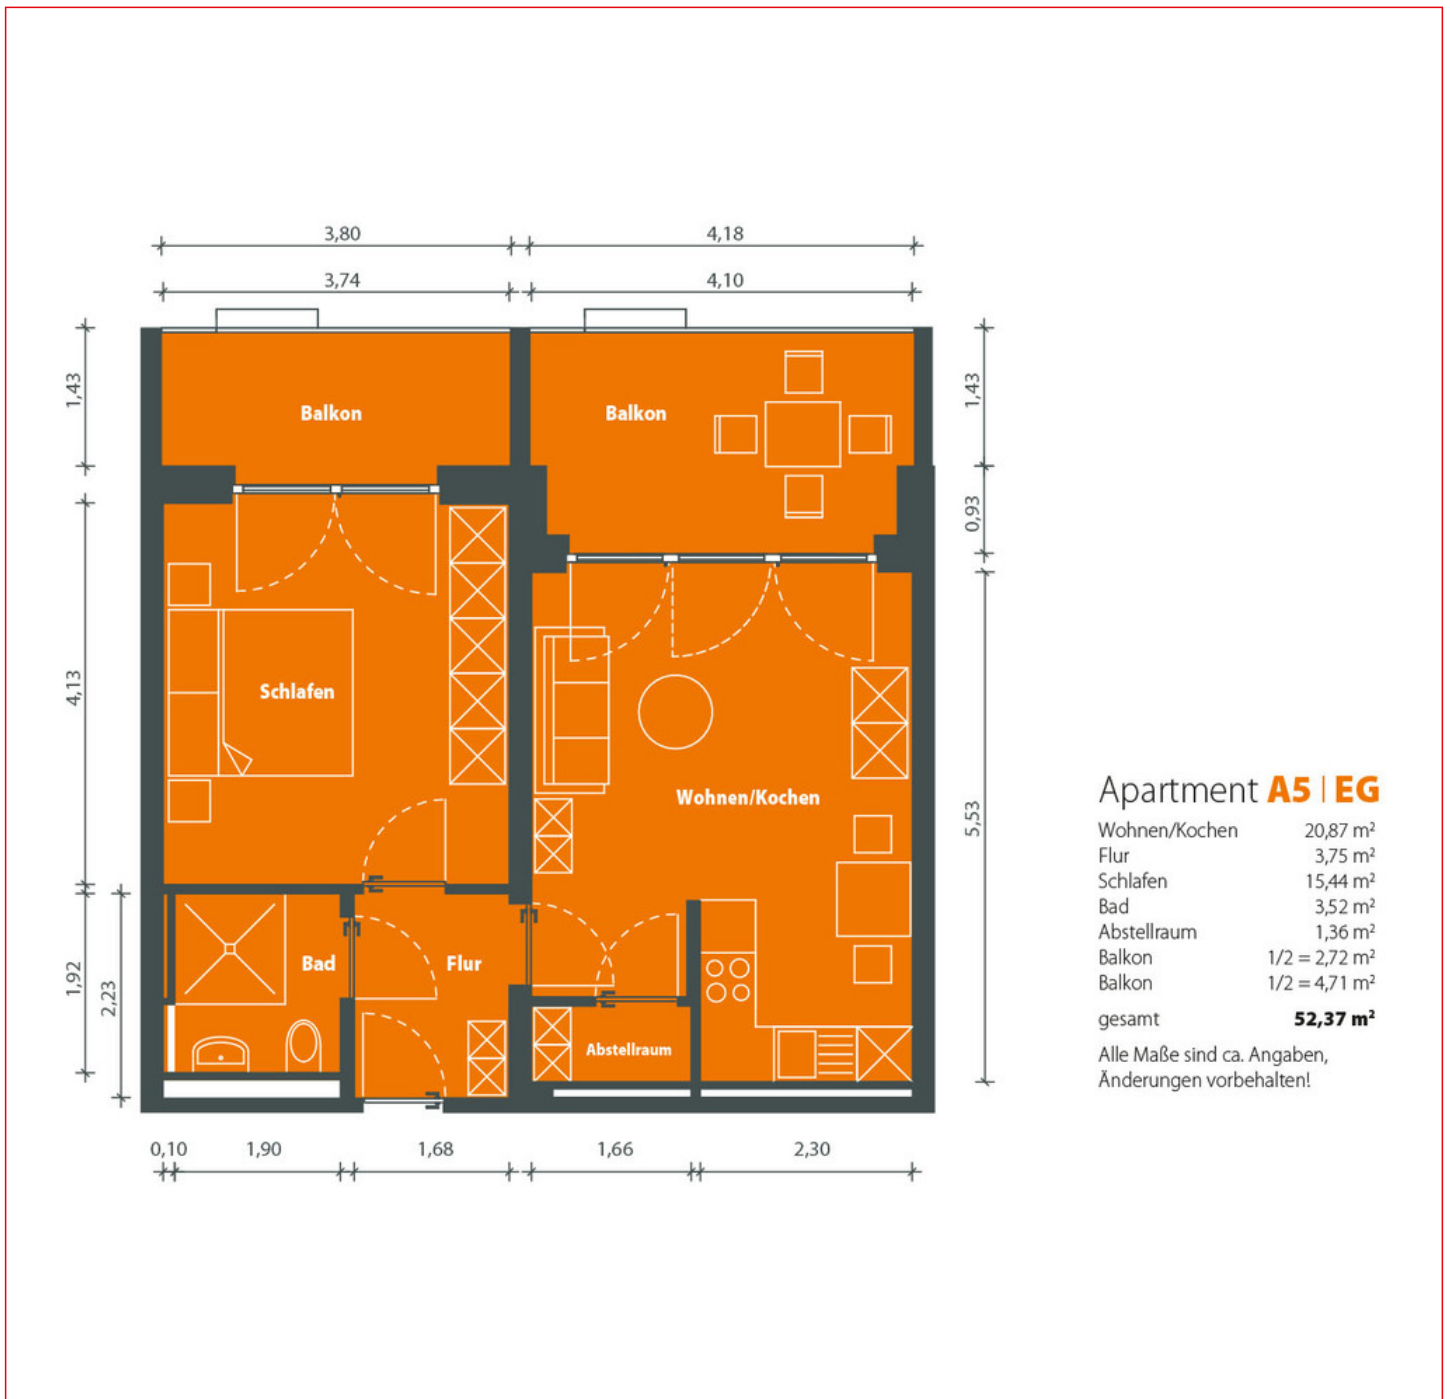 3,80
4,18
3,74
4,10
1,43
1,43
Balkon
Balkon
0,93
4,13
Schlafen
Wohnen/Kochen
5,53
Apartment A5 | EG
Wohnen/Kochen 20,87 m²
Flur 3,75 m²
Schlafen 15,44 m²
Bad 3,52 m²
Abstellraum 1,36 m²
Balkon 1/2 = 2,72 m²
Balkon 1/2 = 4,71 m²
gesamt 52,37 m²
Alle Maße sind ca. Angaben,
Änderungen vorbehalten!
1,92
2,23
Bad
Flur
Abstellraum
0,10
1,90
1,68
1,66
2,30